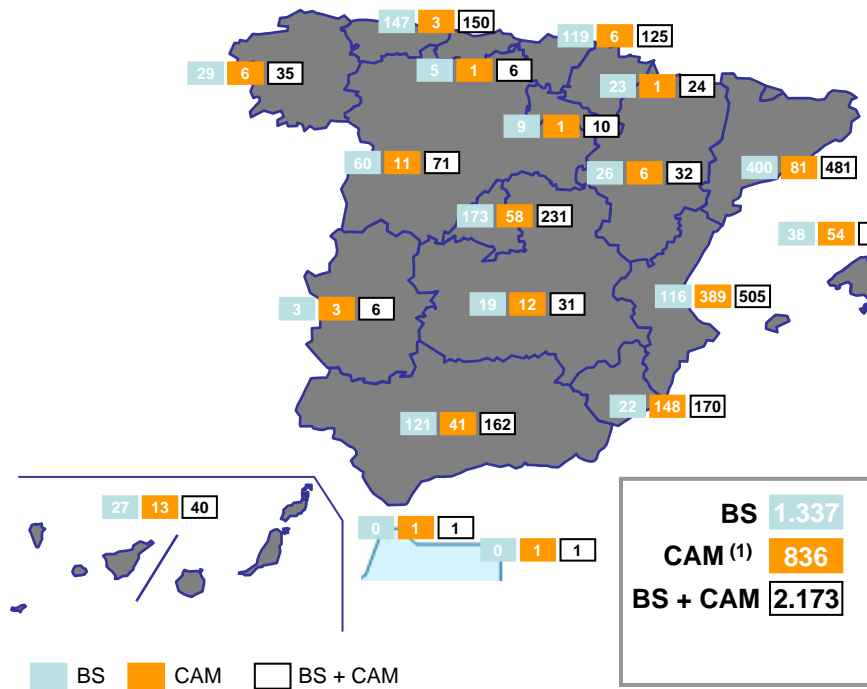 147 3 150
119 6 125
29 6 35
5 1 6
23 1 24
9 1 10
60 11 71
26 6 32
400 81 481
173 58 231
38 54
3 3 6
19 12 31
116 389 505
22 148 170
121 41 162
27 13 40
0 1 1
0 1 1
BS 1.337
CAM (1) 836
BS + CAM 2.173
BS CAM BS + CAM